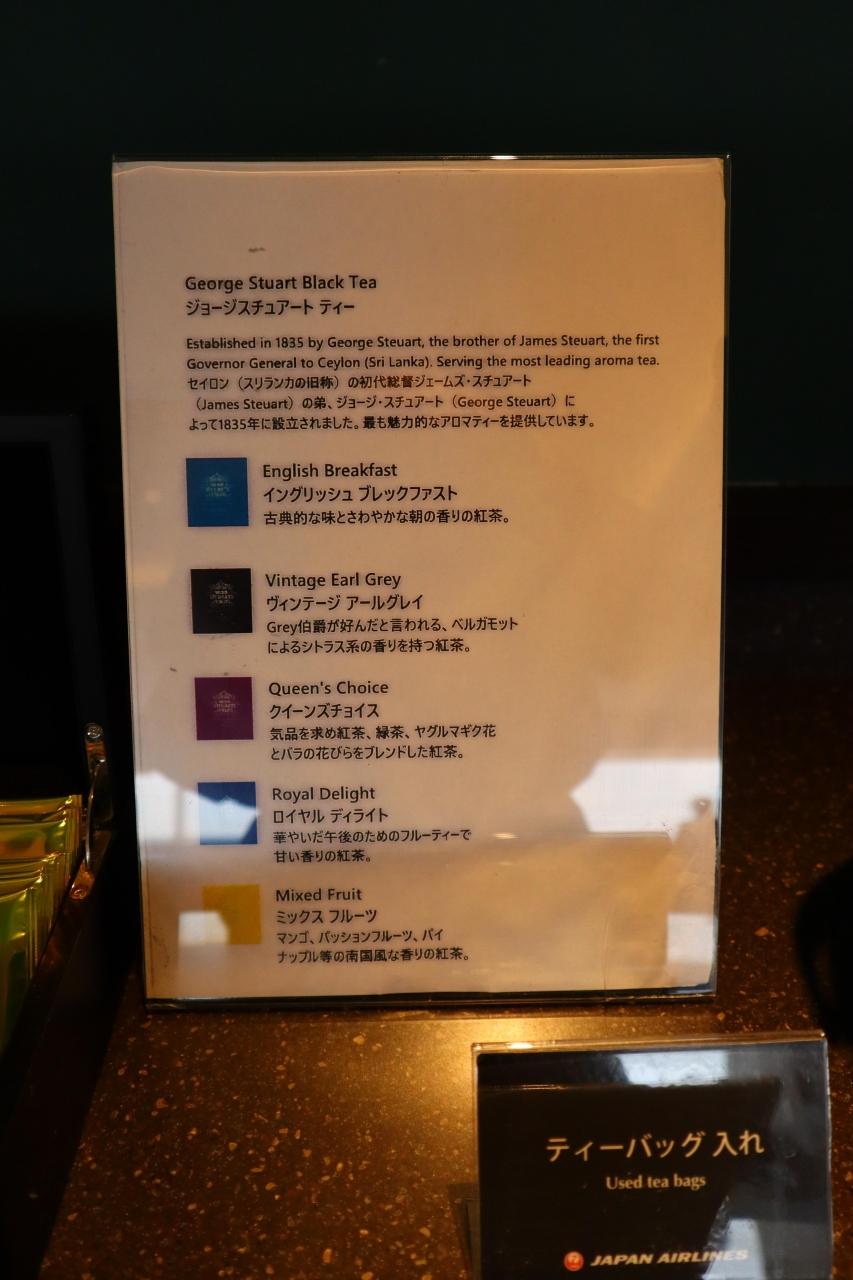 George Stuart Black Tea
ジョージスチュアート ティー
Established in 1835 by George Steuart, the brother of James Steuart, the first
Governor General to Ceylon (Sri Lanka). Serving the most leading aroma tea.
セイロン（スリランカの旧称）の初代総督ジェームズ・スチュアート
（James Steuart）の弟、ジョージ・スチュアート（George Steuart）に
よって1835年に設立されました。最も魅力的なアロマティーを提供しています。
English Breakfast
イングリッシュ ブレックファスト
古典的な味とさわやかな朝の香りの紅茶。
Vintage Earl Grey
ヴィンテージ アールグレイ
Grey伯爵が好んだと言われる、ベルガモット
によるシトラス系の香りを持つ紅茶。
Queen's Choice
クイーンズチョイス
気品を求め紅茶、緑茶、ヤグルマギク花
とバラの花びらをブレンドした紅茶。
Royal Delight
ロイヤル ディライト
華やいだ午後のためのフルーティーで
甘い香りの紅茶。
Mixed Fruit
ミックス フルーツ
マンゴ、パッションフルーツ、パイ
ナップル等の南国風な香りの紅茶。
ティーバッグ 入れ
Used tea bags
JAPAN AIRLINES